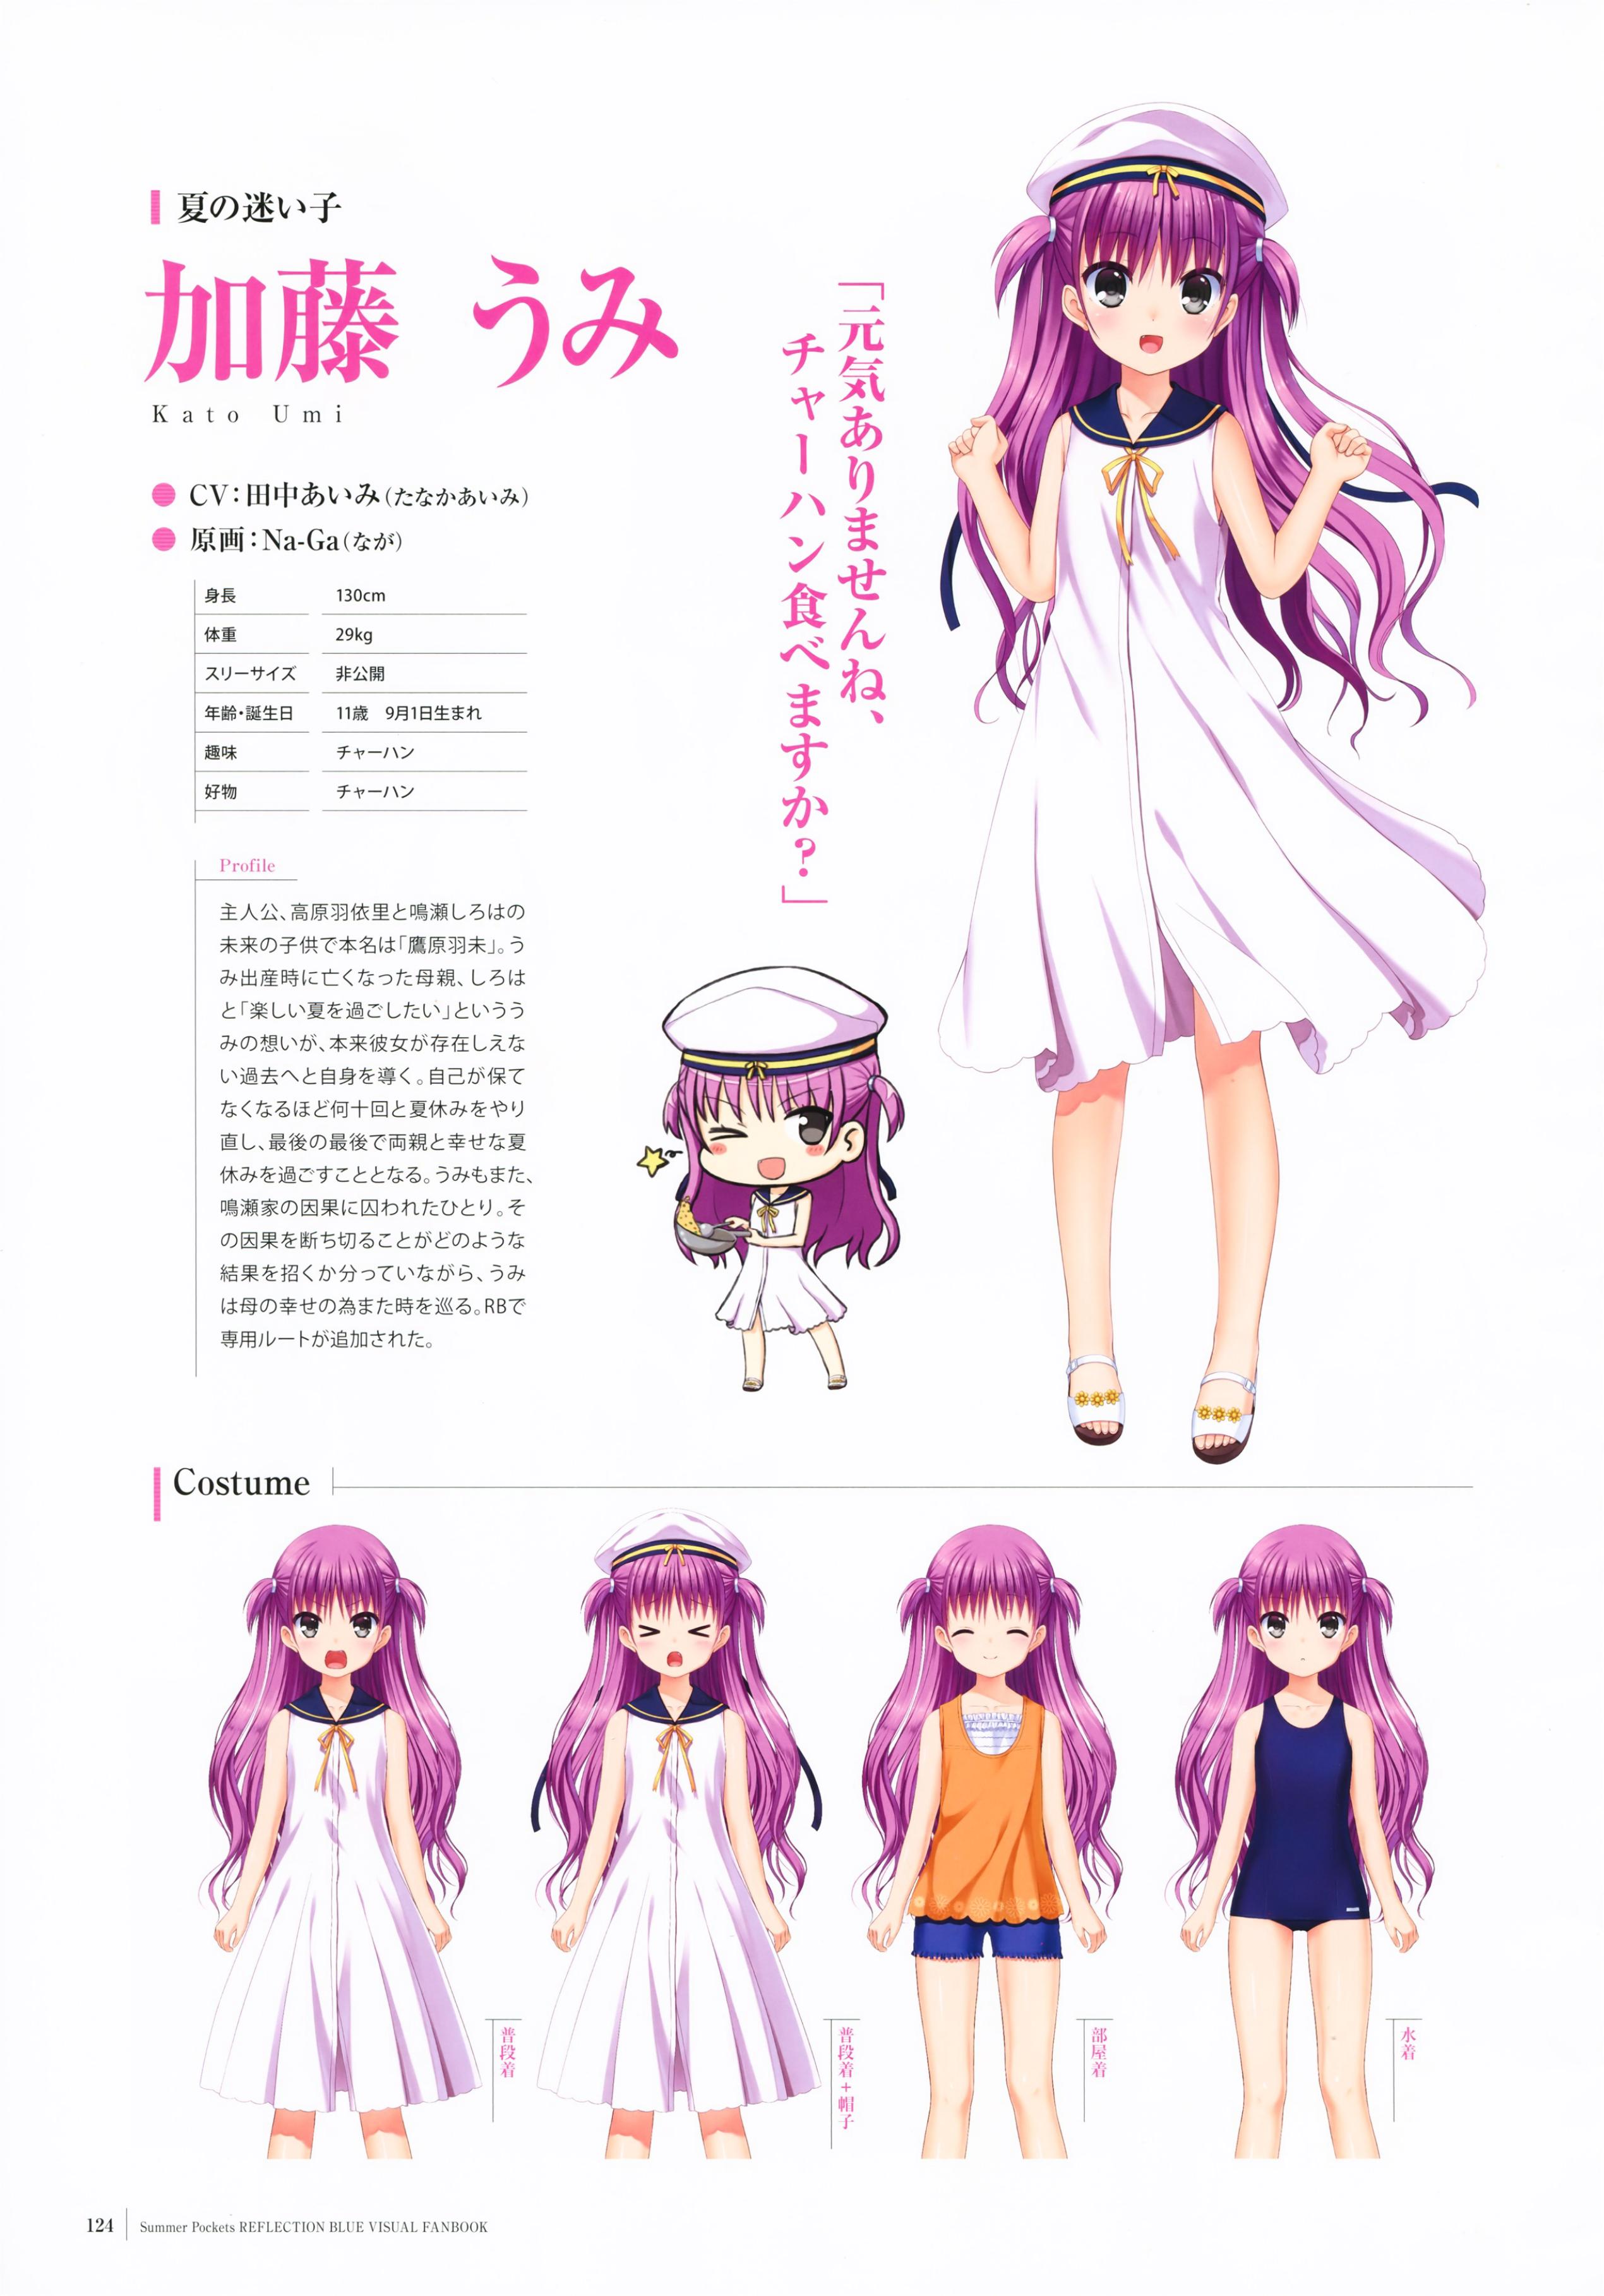 夏の迷い子
加藤 うみ
Kato Umi
CV：田中あいみ（たなかあいみ）
原画：Na-Ga（なが）
身長 130cm
体重 29kg
スリーサイズ 非公開
年齢・誕生日 11歳　9月1日生まれ
趣味 チャーハン
好物 チャーハン
「元気ありませんね、
チャーハン食べますか？」
Profile
主人公、高原羽依里と鳴瀬しろはの
未来の子供で本名は「鷹原羽未」。う
み出産時に亡くなった母親、しろは
と「楽しい夏を過ごしたい」というう
みの想いが、本来彼女が存在しえな
い過去へと自身を導く。自己が保て
なくなるほど何十回と夏休みをやり
直し、最後の最後で両親と幸せな夏
休みを過ごすこととなる。うみもまた、
鳴瀬家の因果に囚われたひとり。そ
の因果を断ち切ることがどのような
結果を招くか分っていながら、うみ
は母の幸せの為また時を巡る。RBで
専用ルートが追加された。
Costume
普段着
普段着＋帽子
部屋着
水着
124
Summer Pockets REFLECTION BLUE VISUAL FANBOOK